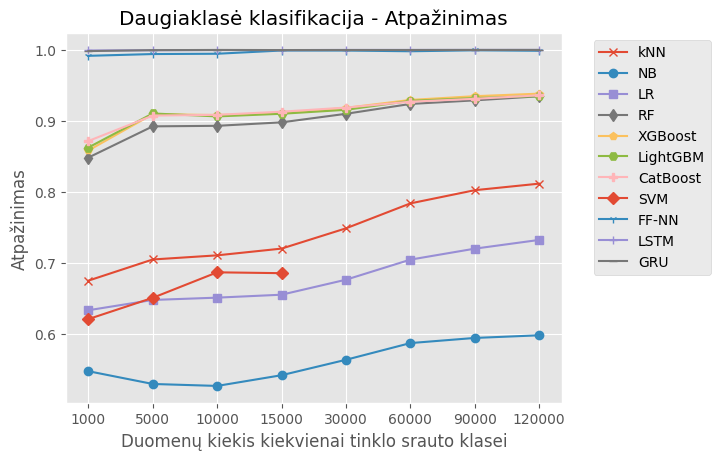 Daugiaklasė klasifikacija - Atpažinimas
1.0
0.9
0.8
0.7
0.6
Atpažinimas
1000 5000 10000 15000 30000 60000 90000 120000
Duomenų kiekis kiekvienai tinklo srauto klasei
kNN
NB
LR
RF
XGBoost
LightGBM
CatBoost
SVM
FF-NN
LSTM
GRU